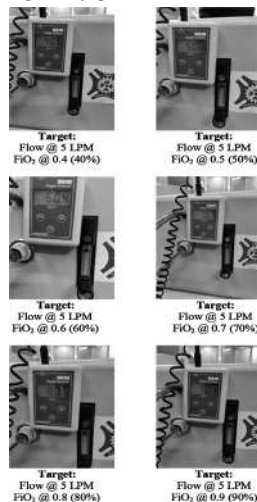 Target:
Flow @ 5 LPM
FiO₂ @ 0.4 (40%)
Target:
Flow @ 5 LPM
FiO₂ @ 0.5 (50%)
Target:
Flow @ 5 LPM
FiO₂ @ 0.6 (60%)
Target:
Flow @ 5 LPM
FiO₂ @ 0.7 (70%)
Target:
Flow @ 5 LPM
FiO₂ @ 0.8 (80%)
Target:
Flow @ 5 LPM
FiO₂ @ 0.9 (90%)